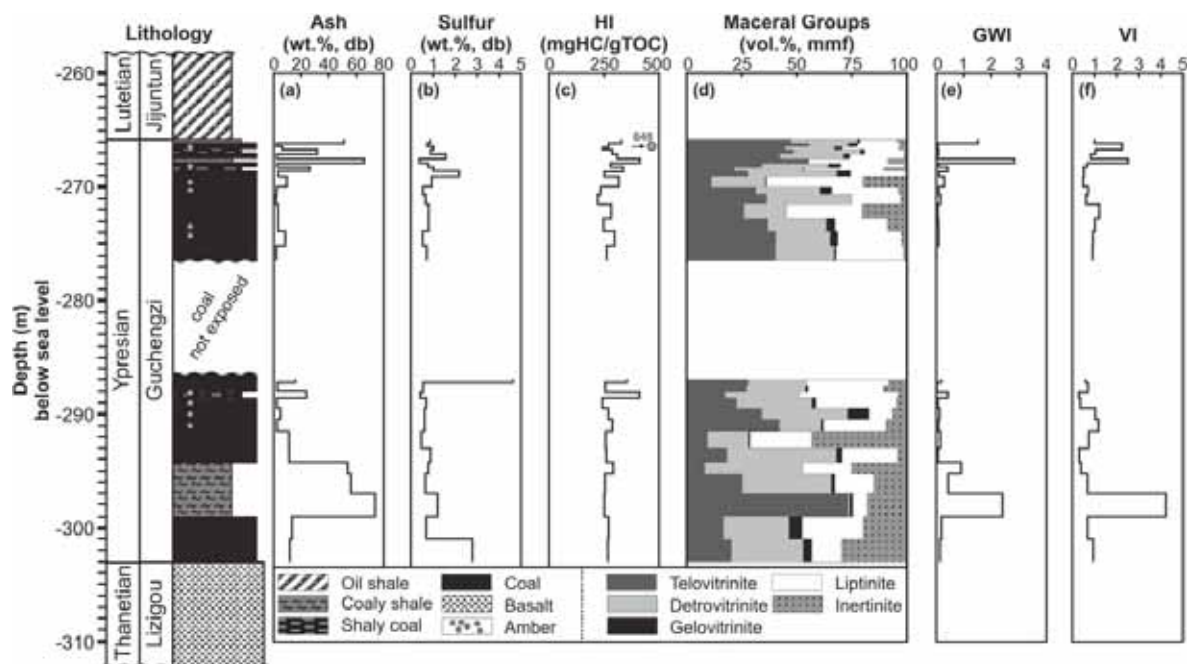 Lithology
Ash
(wt.%, db)
Sulfur
(wt.%, db)
HI
(mgHC/gTOC)
Maceral Groups
(vol.%, mmf)
GWI
VI
0 20 40 60 80
0 1 2 3 4 5
0 250 500
0 25 50 75 100
0 1 2 3 4
0 1 2 3 4 5
(a)
(b)
(c)
(d)
(e)
(f)
Depth (m)
below sea level
-260
-270
-280
-290
-300
-310
Lutetian
Ypresian
Thanetian
Jijuntun
Guchengzi
Lizigou
coal
not exposed
Oil shale
Coaly shale
Shaly coal
Coal
Basalt
Amber
Telovitrinite
Detrovitrinite
Gelovitrinite
Liptinite
Inertinite